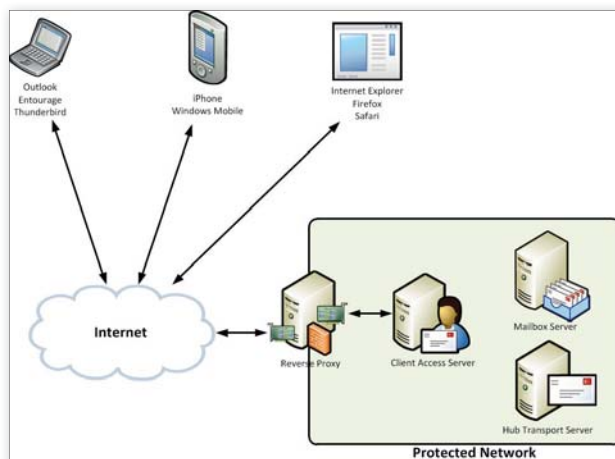 Outlook
Entourage
Thunderbird
iPhone
Windows Mobile
Internet Explorer
Firefox
Safari
Internet
Reverse Proxy
Client Access Server
Mailbox Server
Hub Transport Server
Protected Network